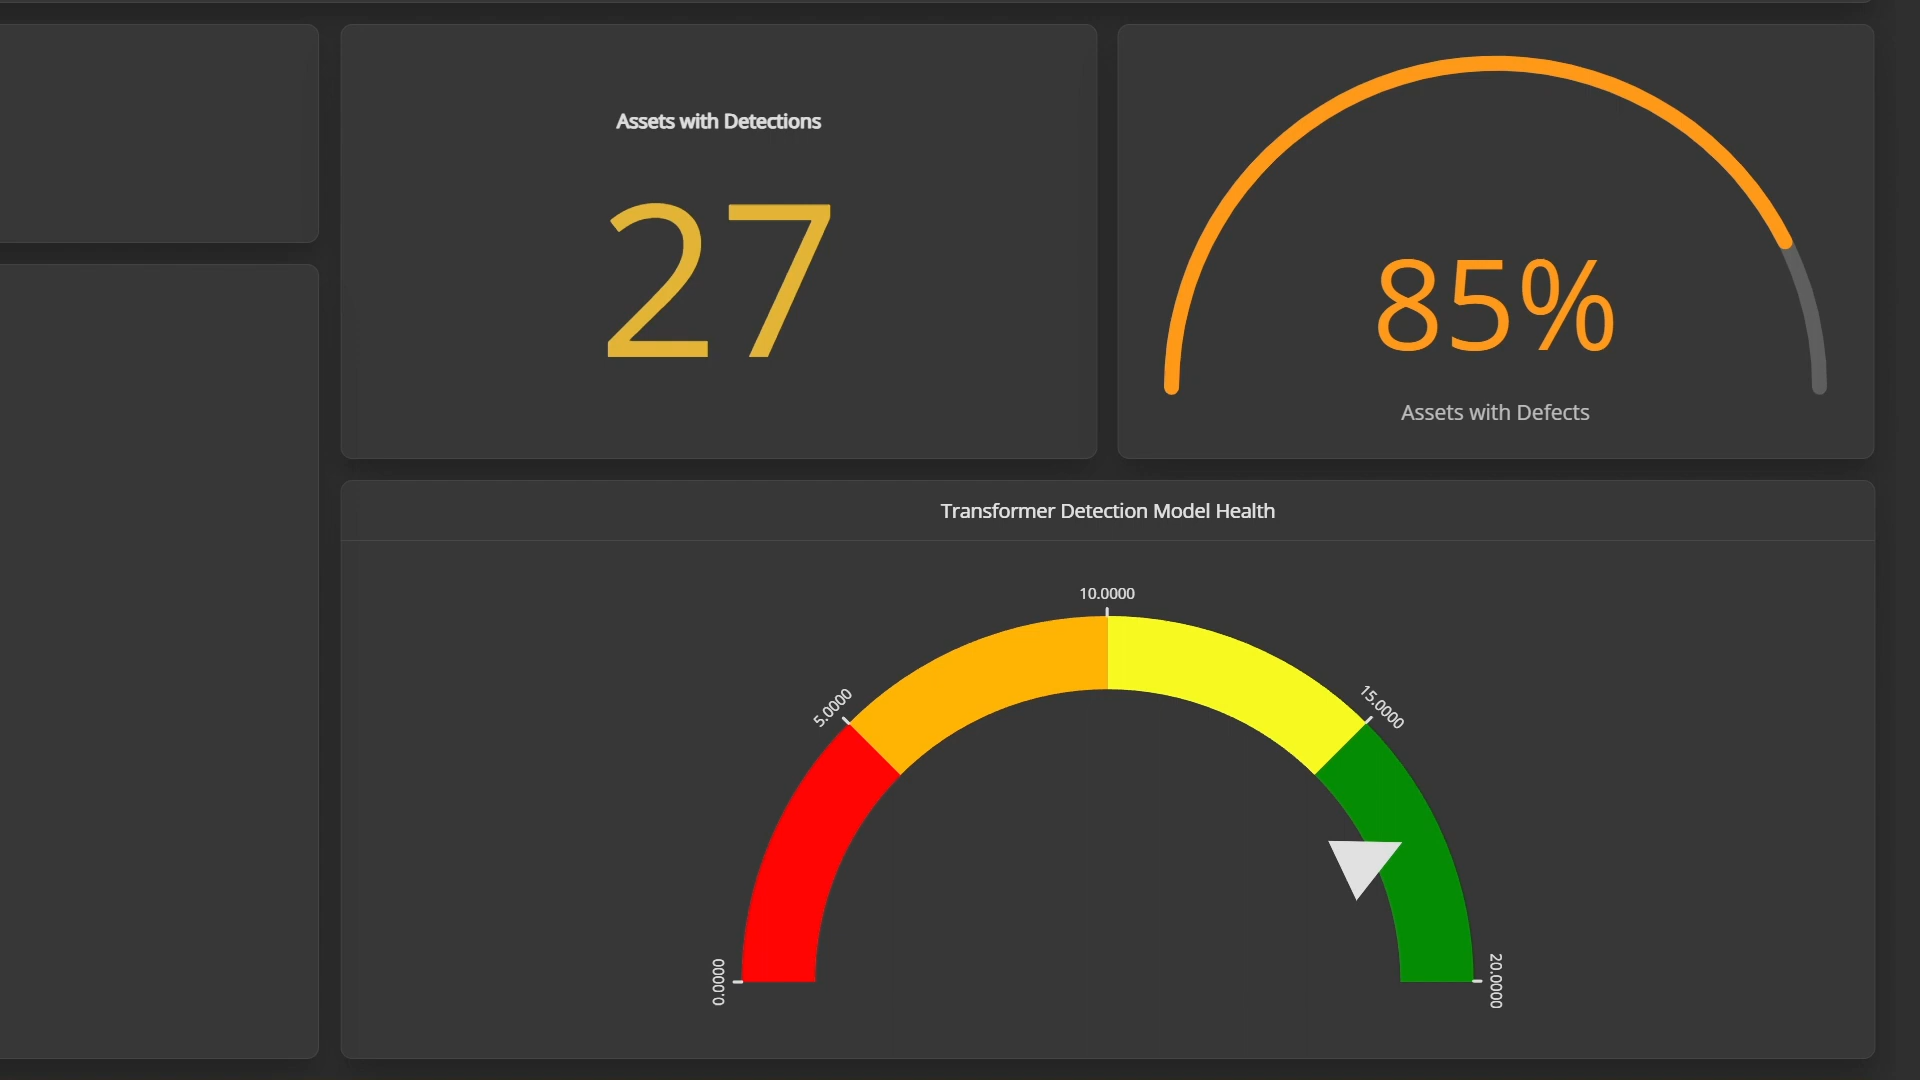 Assets with Detections
27
85%
Assets with Defects
Transformer Detection Model Health
10.0000
5.0000
15.0000
0.0000
20.0000